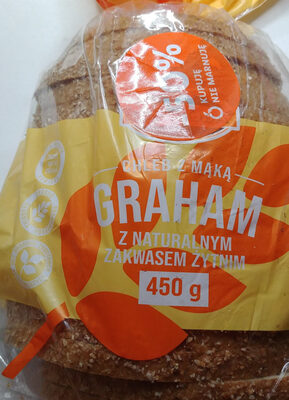 -50%
KUPUJĘ
NIE MARNUJĘ
CHLEB Z MĄKĄ
GRAHAM
Z NATURALNYM
ZAKWASEM ŻYTNIM
450 g